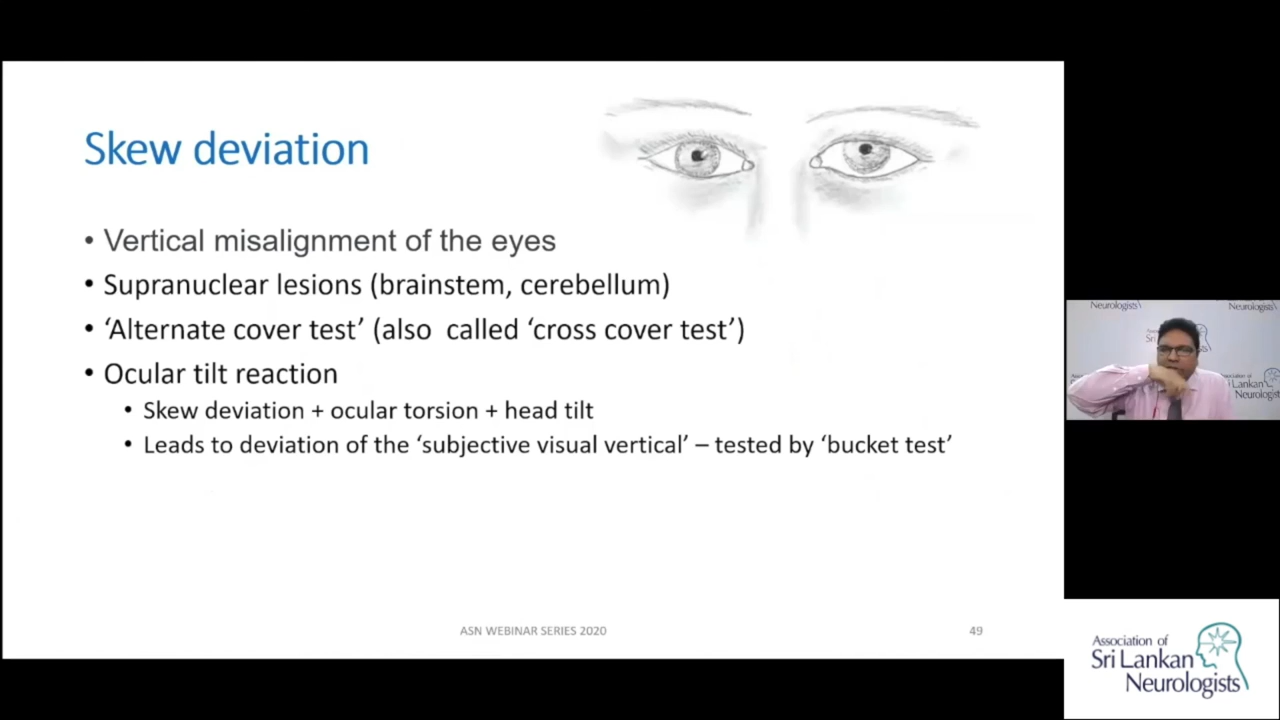 Skew deviation
• Vertical misalignment of the eyes
• Supranuclear lesions (brainstem, cerebellum)
• ‘Alternate cover test’ (also called ‘cross cover test’)
• Ocular tilt reaction
• Skew deviation + ocular torsion + head tilt
• Leads to deviation of the ‘subjective visual vertical’ – tested by ‘bucket test’
ASN WEBINAR SERIES 2020
49
Neurologists
Neurologists
Association of
Sri Lankan
Neurologists